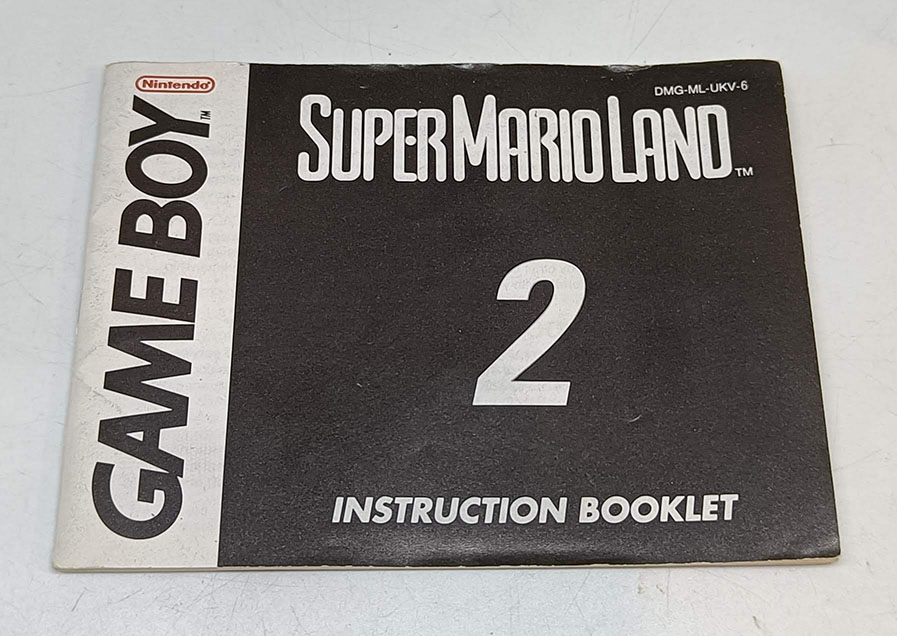 Nintendo®
GAME BOY™
DMG-ML-UKV-6
SUPER MARIO LAND™
2
INSTRUCTION BOOKLET